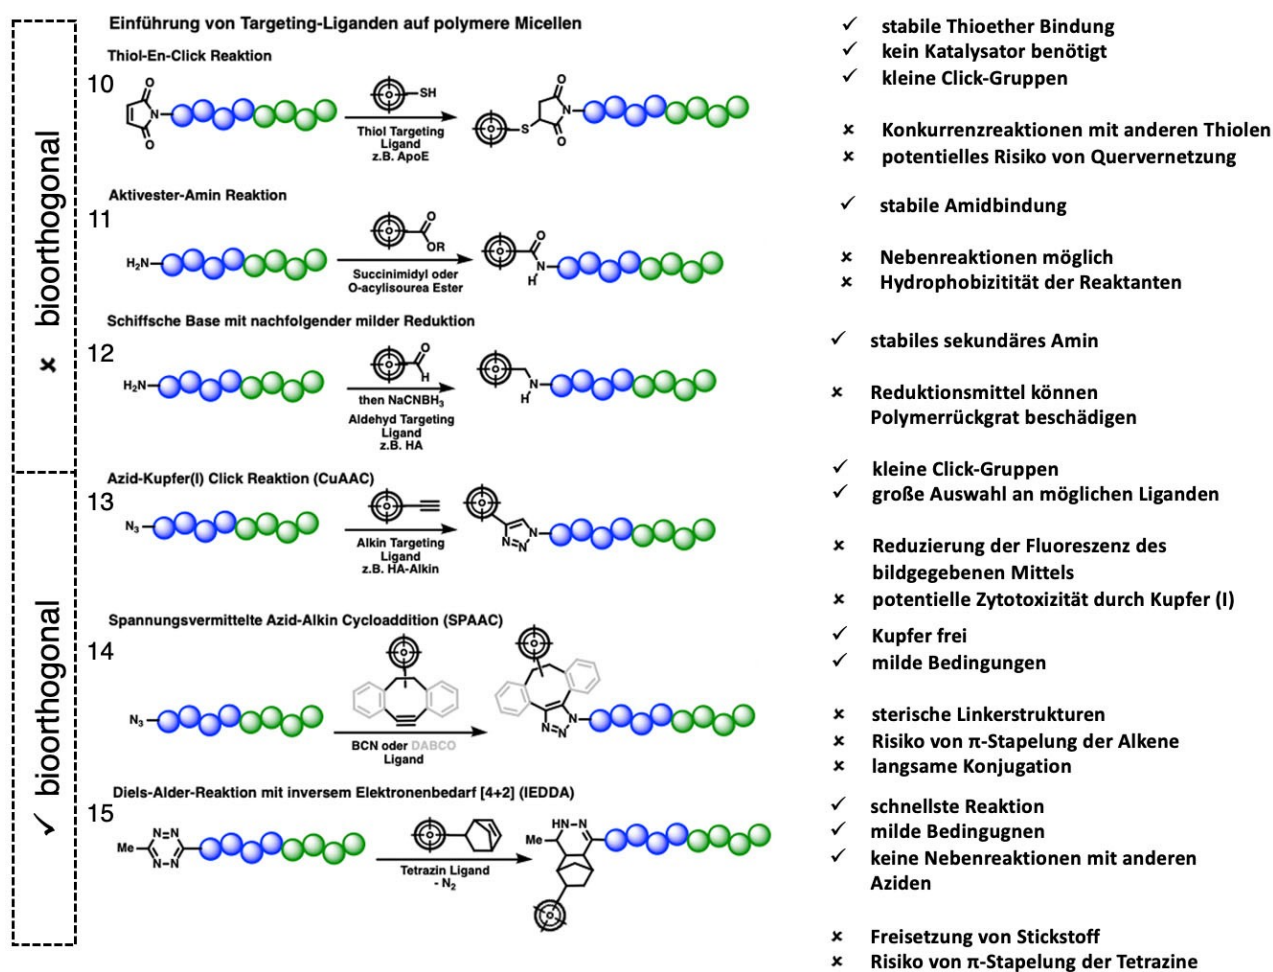 Einführung von Targeting-Liganden auf polymere Micellen
Thiol-En-Click Reaktion
10
O
N
O
SH
Thiol Targeting
Ligand
z.B. ApoE
O
N
S
O
✓ stabile Thioether Bindung
✓ kein Katalysator benötigt
✓ kleine Click-Gruppen
✗ Konkurrenzreaktionen mit anderen Thiolen
✗ potentielles Risiko von Quervernetzung
✗ bioorthogonal
Aktivester-Amin Reaktion
11
H₂N
O
OR
Succinimidyl oder
O-acylisourea Ester
O
N
H
✓ stabile Amidbindung
✗ Nebenreaktionen möglich
✗ Hydrophobizitität der Reaktanten
Schiffsche Base mit nachfolgender milder Reduktion
12
H₂N
O
H
then NaCNBH₃
Aldehyd Targeting
Ligand
z.B. HA
N
H
✓ stabiles sekundäres Amin
✗ Reduktionsmittel können
Polymerrückgrat beschädigen
Azid-Kupfer(I) Click Reaktion (CuAAC)
13
N₃
Alkin Targeting
Ligand
z.B. HA-Alkin
N
N=N
✓ kleine Click-Gruppen
✓ große Auswahl an möglichen Liganden
✗ Reduzierung der Fluoreszenz des
bildgegebenen Mittels
✗ potentielle Zytotoxizität durch Kupfer (I)
✓ bioorthogonal
Spannungsvermittelte Azid-Alkin Cycloaddition (SPAAC)
14
N₃
BCN oder DABCO
Ligand
N
N=N
✓ Kupfer frei
✓ milde Bedingungen
✗ sterische Linkerstrukturen
✗ Risiko von π-Stapelung der Alkene
✗ langsame Konjugation
Diels-Alder-Reaktion mit inversem Elektronenbedarf [4+2] (IEDDA)
15
N=N
Me
N=N
Tetrazin Ligand
- N₂
HN-N
Me
✓ schnellste Reaktion
✓ milde Bedingugnen
✓ keine Nebenreaktionen mit anderen
Aziden
✗ Freisetzung von Stickstoff
✗ Risiko von π-Stapelung der Tetrazine